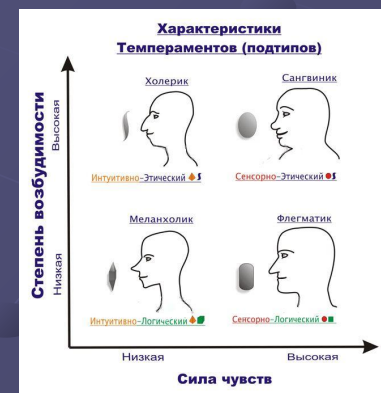 Характеристики
Темпераментов (подтипов)
Степень возбудимости
Высокая
Низкая
Холерик
Интуитивно-Этический
Сангвиник
Сенсорно-Этический
Меланхолик
Интуитивно-Логический
Флегматик
Сенсорно-Логический
Низкая
Высокая
Сила чувств